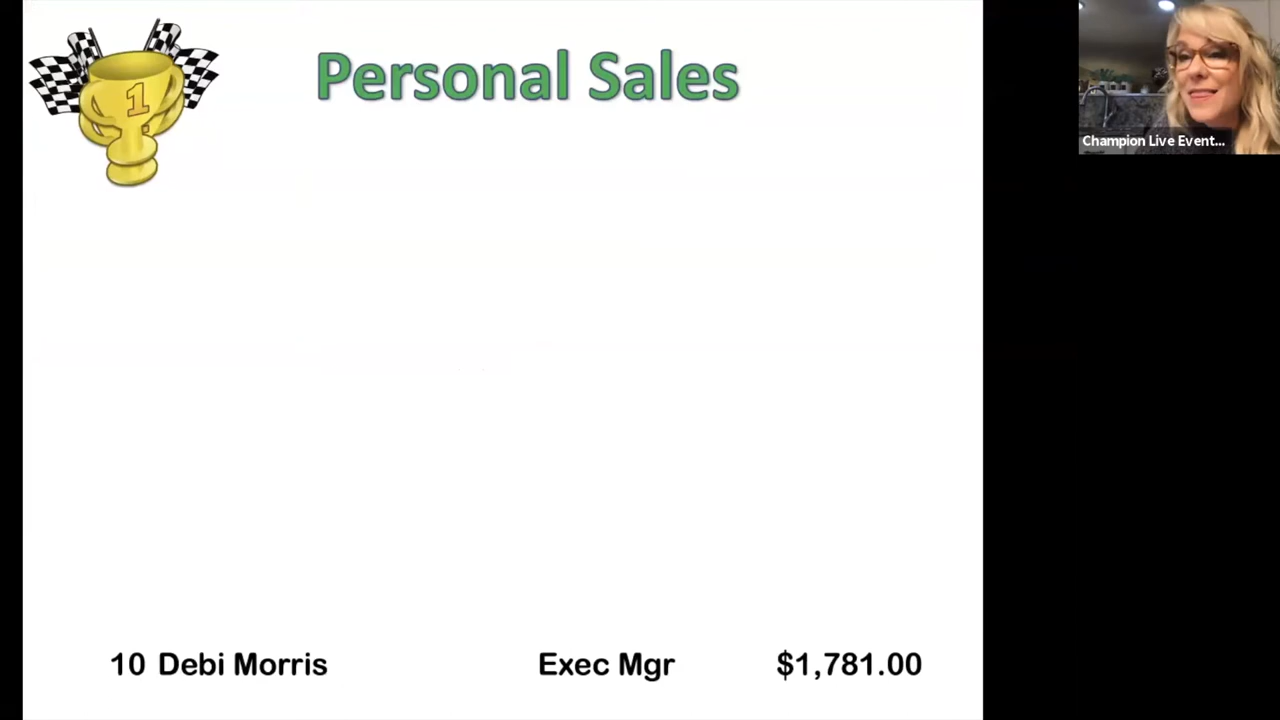 Personal Sales
1
Champion Live Event...
10 Debi Morris Exec Mgr $1,781.00